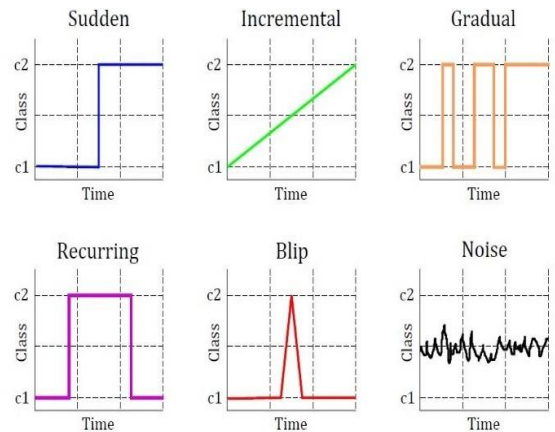 Sudden
c2
Class
c1
Time
Incremental
c2
Class
c1
Time
Gradual
c2
Class
c1
Time
Recurring
c2
Class
c1
Time
Blip
c2
Class
c1
Time
Noise
c2
Class
c1
Time